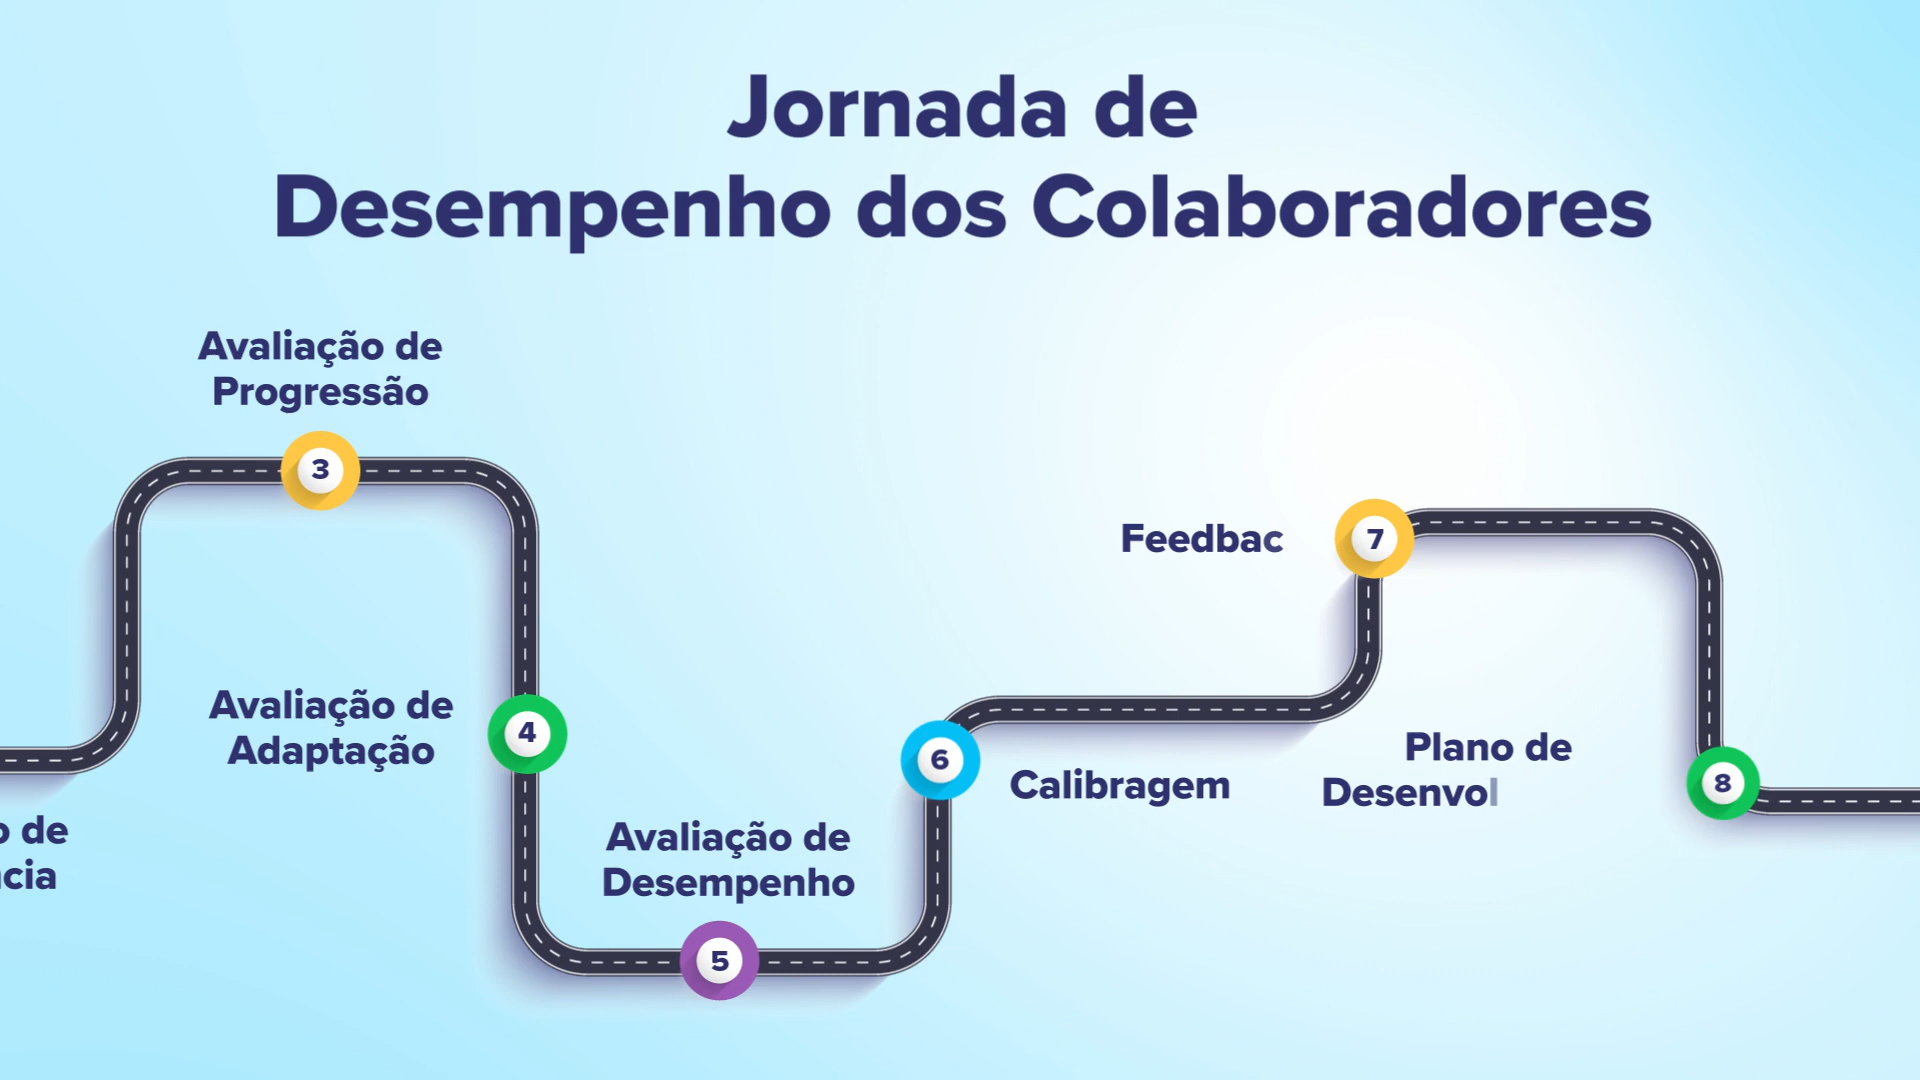 Jornada de
Desempenho dos Colaboradores
Avaliação de
Progressão
3
Avaliação de
Adaptação
4
o de
cia
Avaliação de
Desempenho
5
6
Calibragem
Feedbac
7
Plano de
Desenvol
8